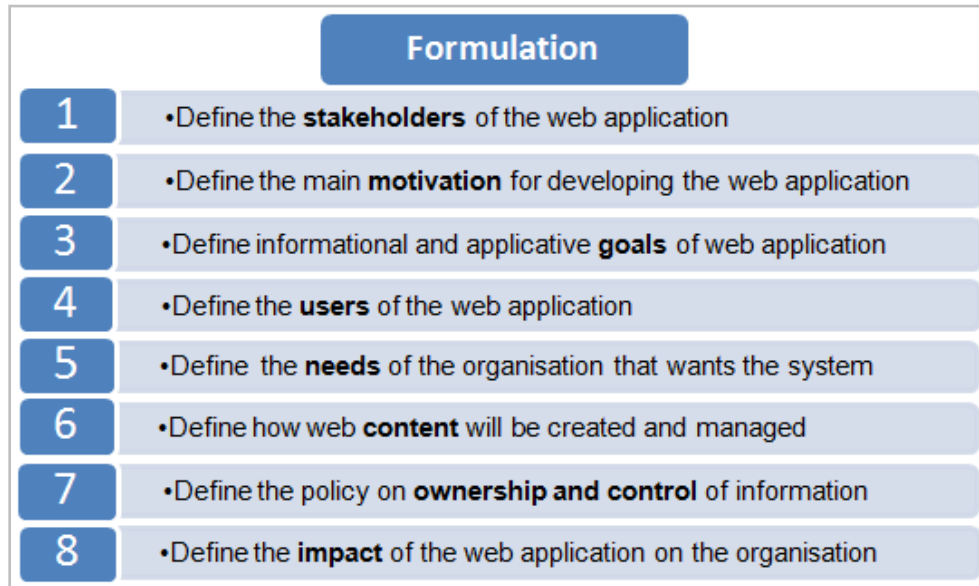 Formulation
1 •Define the stakeholders of the web application
2 •Define the main motivation for developing the web application
3 •Define informational and applicative goals of web application
4 •Define the users of the web application
5 •Define the needs of the organisation that wants the system
6 •Define how web content will be created and managed
7 •Define the policy on ownership and control of information
8 •Define the impact of the web application on the organisation